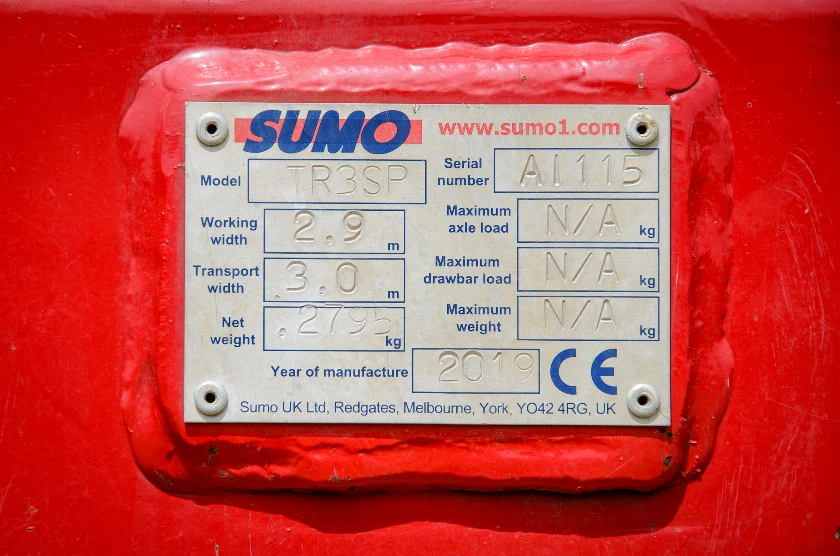 SUMO www.sumo1.com
Model TR3SP
Serial number A1115
Working width 2.9 m
Maximum axle load N/A kg
Transport width 3.0 m
Maximum drawbar load N/A kg
Net weight .2795 kg
Maximum weight N/A kg
Year of manufacture 2019 CE
Sumo UK Ltd, Redgates, Melbourne, York, YO42 4RG, UK